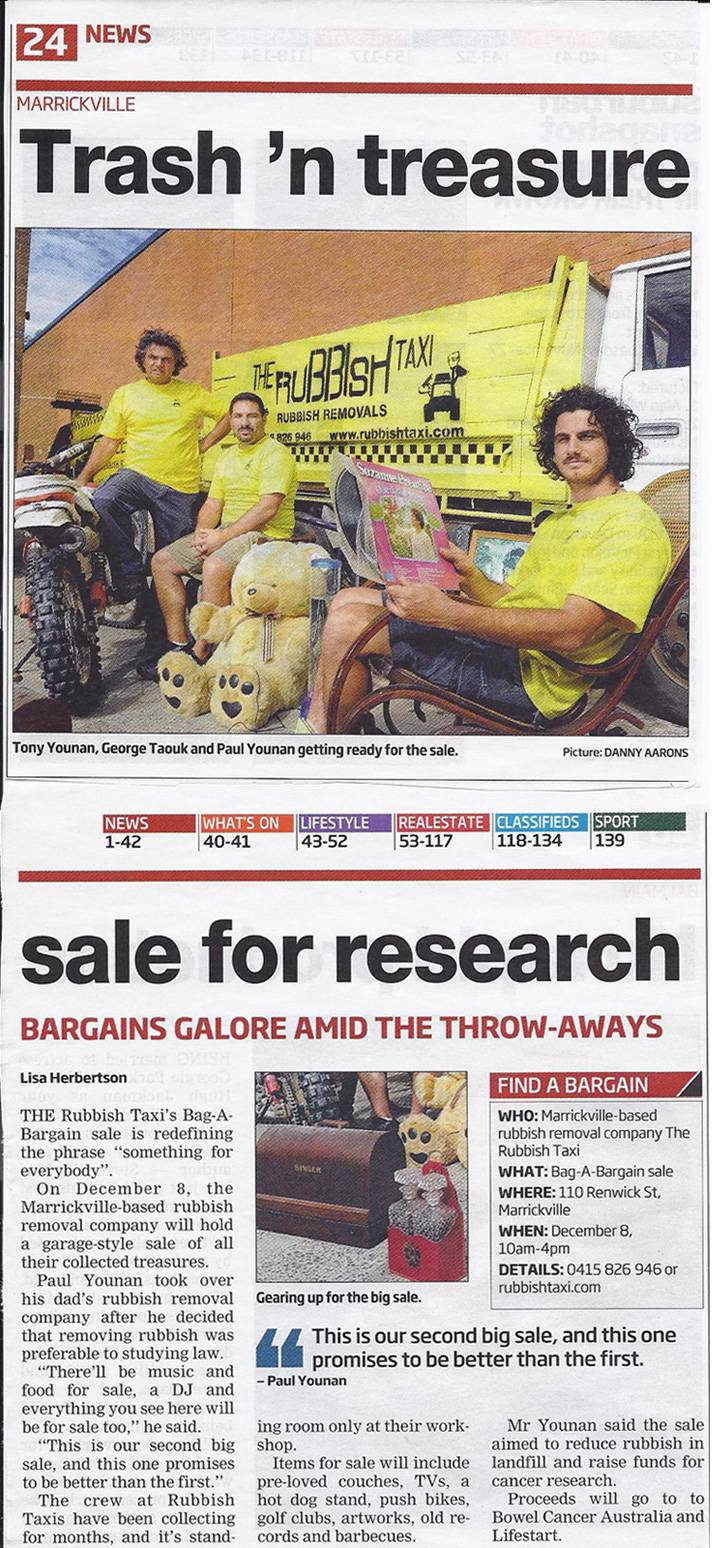 24 NEWS
MARRICKVILLE
Trash 'n treasure
THE RUBBISH TAXI
RUBBISH REMOVALS
826 946 www.rubbishtaxi.com
Tony Younan, George Taouk and Paul Younan getting ready for the sale.
Picture: DANNY AARONS
NEWS
1-42
WHAT'S ON
40-41
LIFESTYLE
43-52
REALESTATE
53-117
CLASSIFIEDS
118-134
SPORT
139
sale for research
BARGAINS GALORE AMID THE THROW-AWAYS
Lisa Herbertson
THE Rubbish Taxi's Bag-A-
Bargain sale is redefining
the phrase "something for
everybody".
On December 8, the
Marrickville-based rubbish
removal company will hold
a garage-style sale of all
their collected treasures.
Paul Younan took over
his dad's rubbish removal
company after he decided
that removing rubbish was
preferable to studying law.
"There'll be music and
food for sale, a DJ and
everything you see here will
be for sale too," he said.
"This is our second big
sale, and this one promises
to be better than the first."
The crew at Rubbish
Taxis have been collecting
for months, and it's stand-
SINGER
Gearing up for the big sale.
FIND A BARGAIN
WHO: Marrickville-based
rubbish removal company The
Rubbish Taxi
WHAT: Bag-A-Bargain sale
WHERE: 110 Renwick St,
Marrickville
WHEN: December 8,
10am-4pm
DETAILS: 0415 826 946 or
rubbishtaxi.com
This is our second big sale, and this one
promises to be better than the first.
– Paul Younan
ing room only at their work-
shop.
Items for sale will include
pre-loved couches, TVs, a
hot dog stand, push bikes,
golf clubs, artworks, old re-
cords and barbecues.
Mr Younan said the sale
aimed to reduce rubbish in
landfill and raise funds for
cancer research.
Proceeds will go to to
Bowel Cancer Australia and
Lifestart.